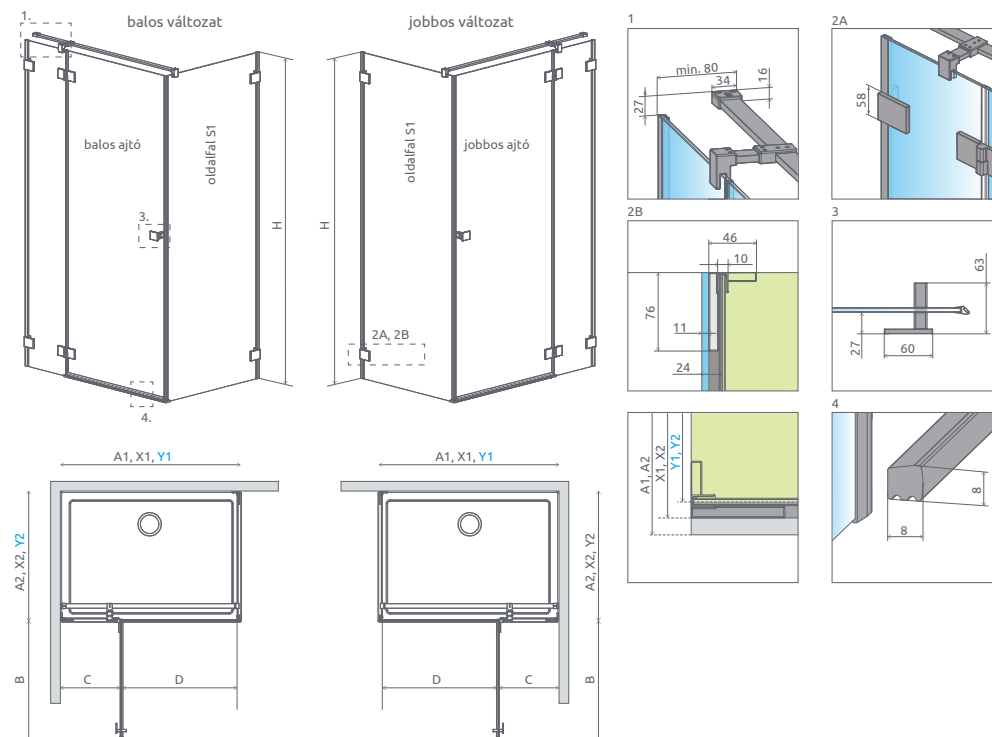 1.
balos változat
jobbos változat
balos ajtó
oldalfal S1
H
3.
4.
H
oldalfal S1
jobbos ajtó
2A, 2B
1
min. 80
34
16
27
2A
58
2B
46
10
76
11
24
3
63
27
60
A1, A2
X1, X2
Y1, Y2
4
8
8
A1, X1, Y1
A2, X2, Y2
B
C
D
A1, X1, Y1
A2, X2, Y2
B
D
C